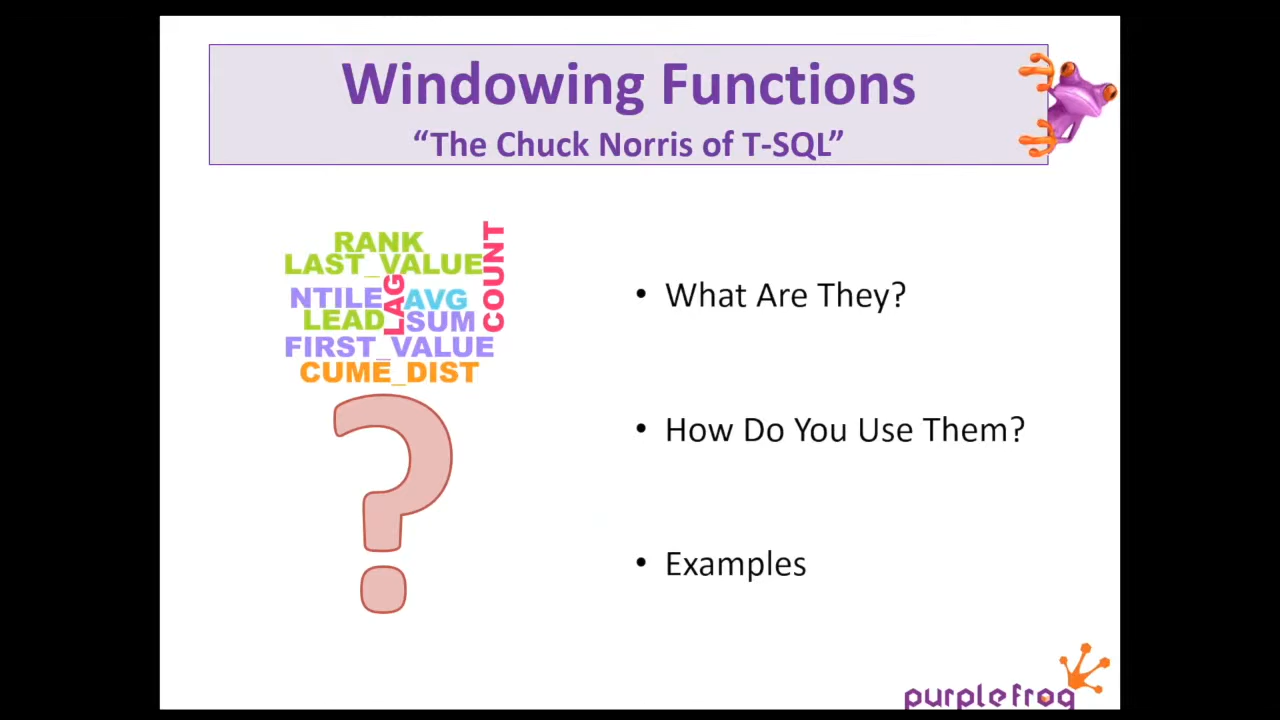 Windowing Functions
“The Chuck Norris of T-SQL”
RANK
LAST_VALUE
COUNT
NTILE
LAG
AVG
LEAD
SUM
FIRST_VALUE
CUME_DIST
?
• What Are They?
• How Do You Use Them?
• Examples
purplefrog